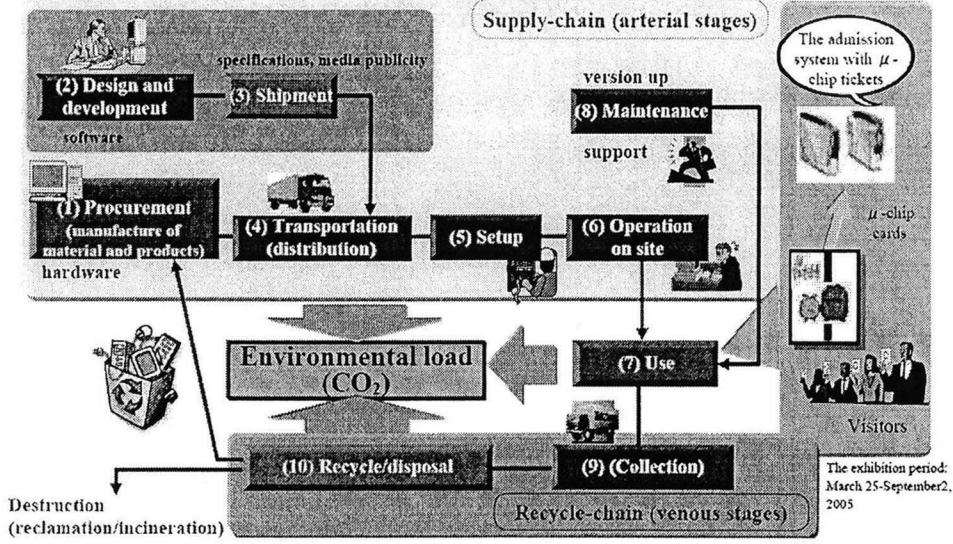 Supply-chain (arterial stages)
The admission
system with μ-
chip tickets
specifications, media publicity
(2) Design and
development
(3) Shipment
software
version up
(8) Maintenance
support
(1) Procurement
(manufacture of
material and products)
hardware
(4) Transportation
(distribution)
(5) Setup
(6) Operation
on site
μ-chip
cards
Environmental load
(CO2)
(7) Use
Visitors
(10) Recycle/disposal
(9) (Collection)
The exhibition period:
March 25-September2,
2005
Destruction
(reclamation/incineration)
Recycle-chain (venous stages)